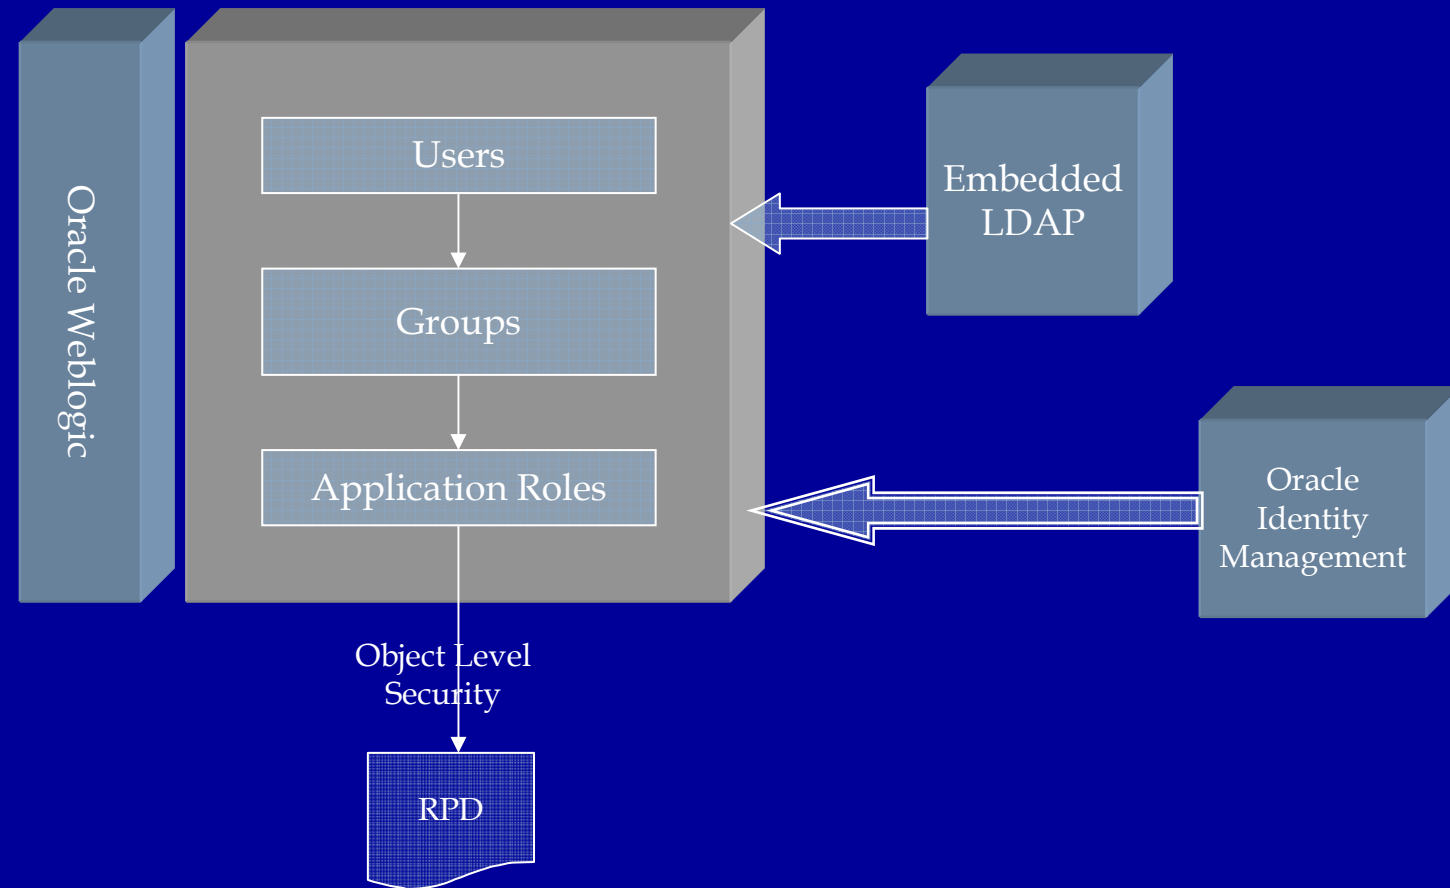 Oracle Weblogic
Users
Groups
Application Roles
Embedded
LDAP
Oracle
Identity
Management
Object Level
Security
RPD